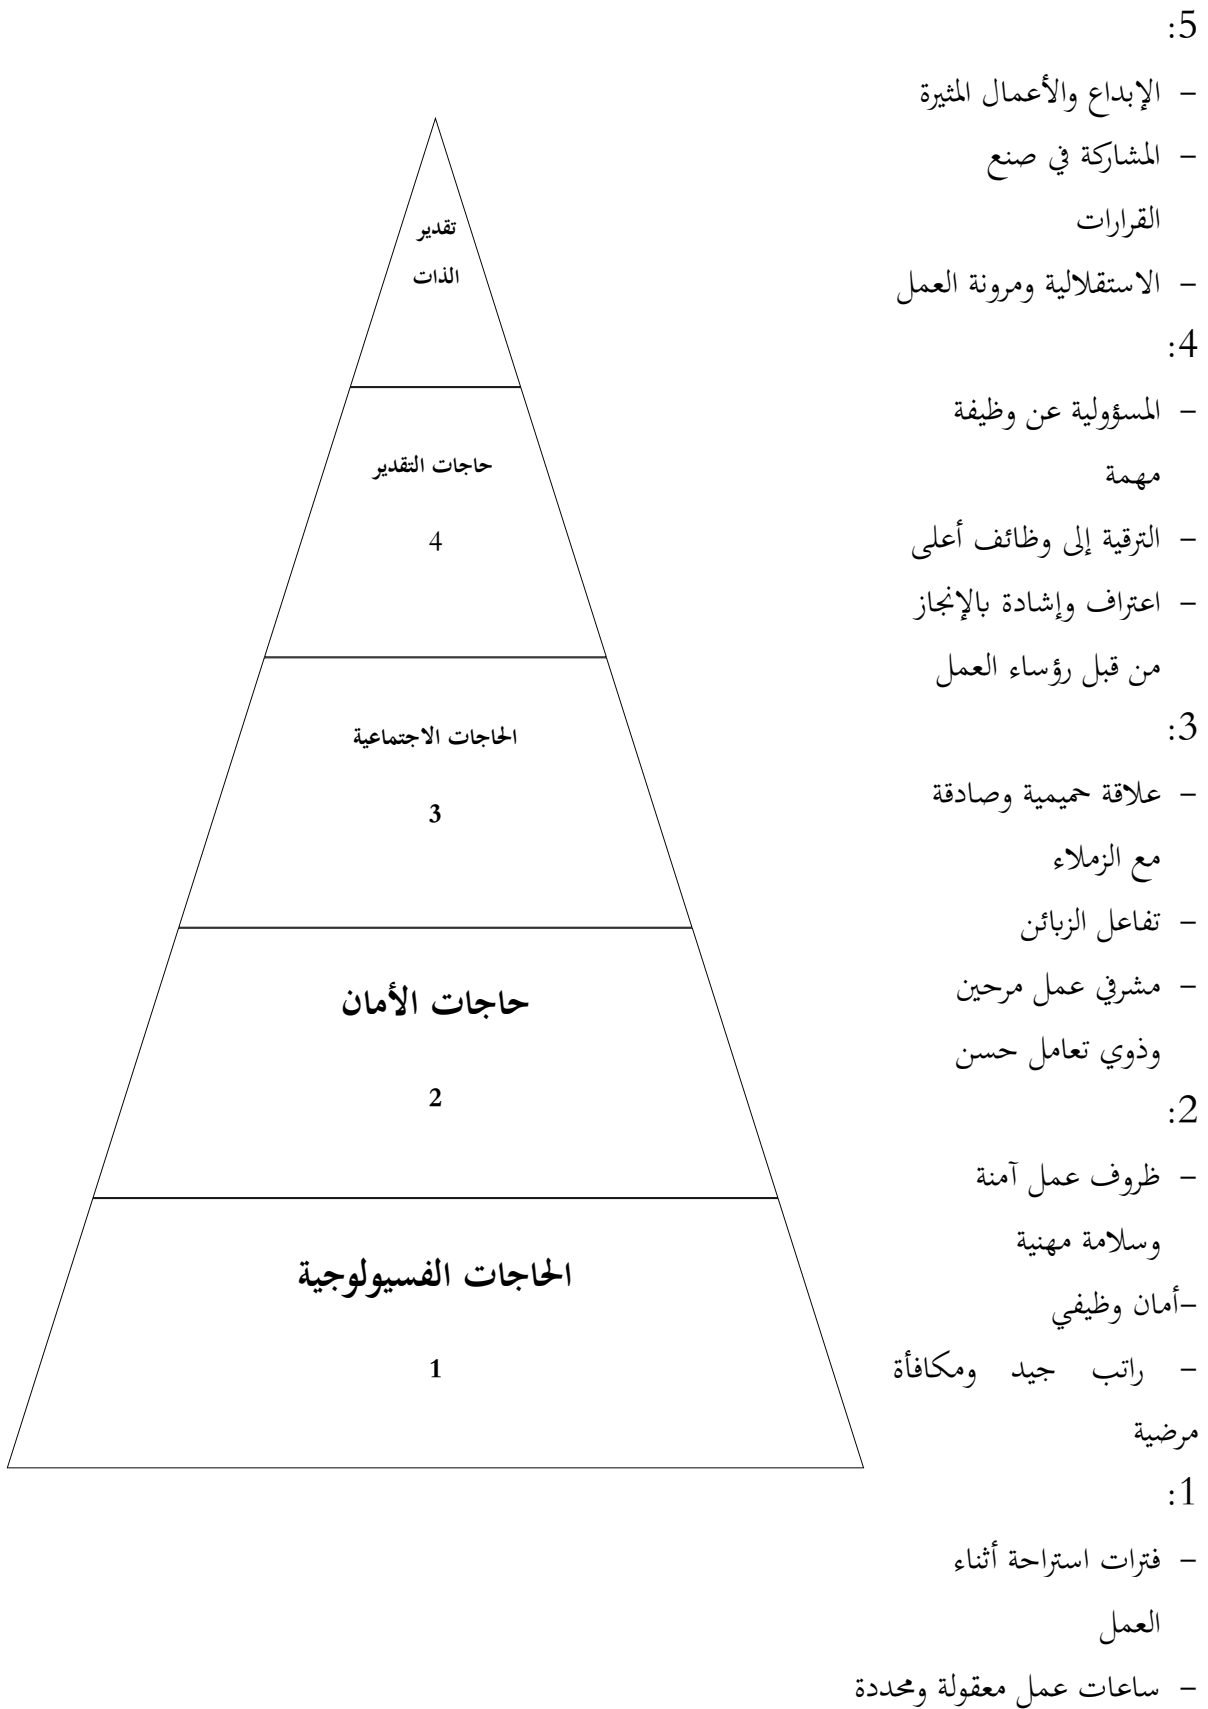 5:
- الإبداع والأعمال المثيرة
- المشاركة في صنع
القرارات
- الاستقلالية ومرونة العمل
4:
- المسؤولية عن وظيفة
مهمة
- الترقية إلى وظائف أعلى
- اعتراف وإشادة بالإنجاز
من قبل رؤساء العمل
3:
- علاقة حميمية وصادقة
مع الزملاء
- تفاعل الزبائن
- مشرفي عمل مرحين
وذوي تعامل حسن
2:
- ظروف عمل آمنة
وسلامة مهنية
-أمان وظيفي
- راتب جيد ومكافأة
مرضية
1:
- فترات استراحة أثناء
العمل
- ساعات عمل معقولة ومحددة
تقدير
الذات
حاجات التقدير
4
الحاجات الاجتماعية
3
حاجات الأمان
2
الحاجات الفسيولوجية
1